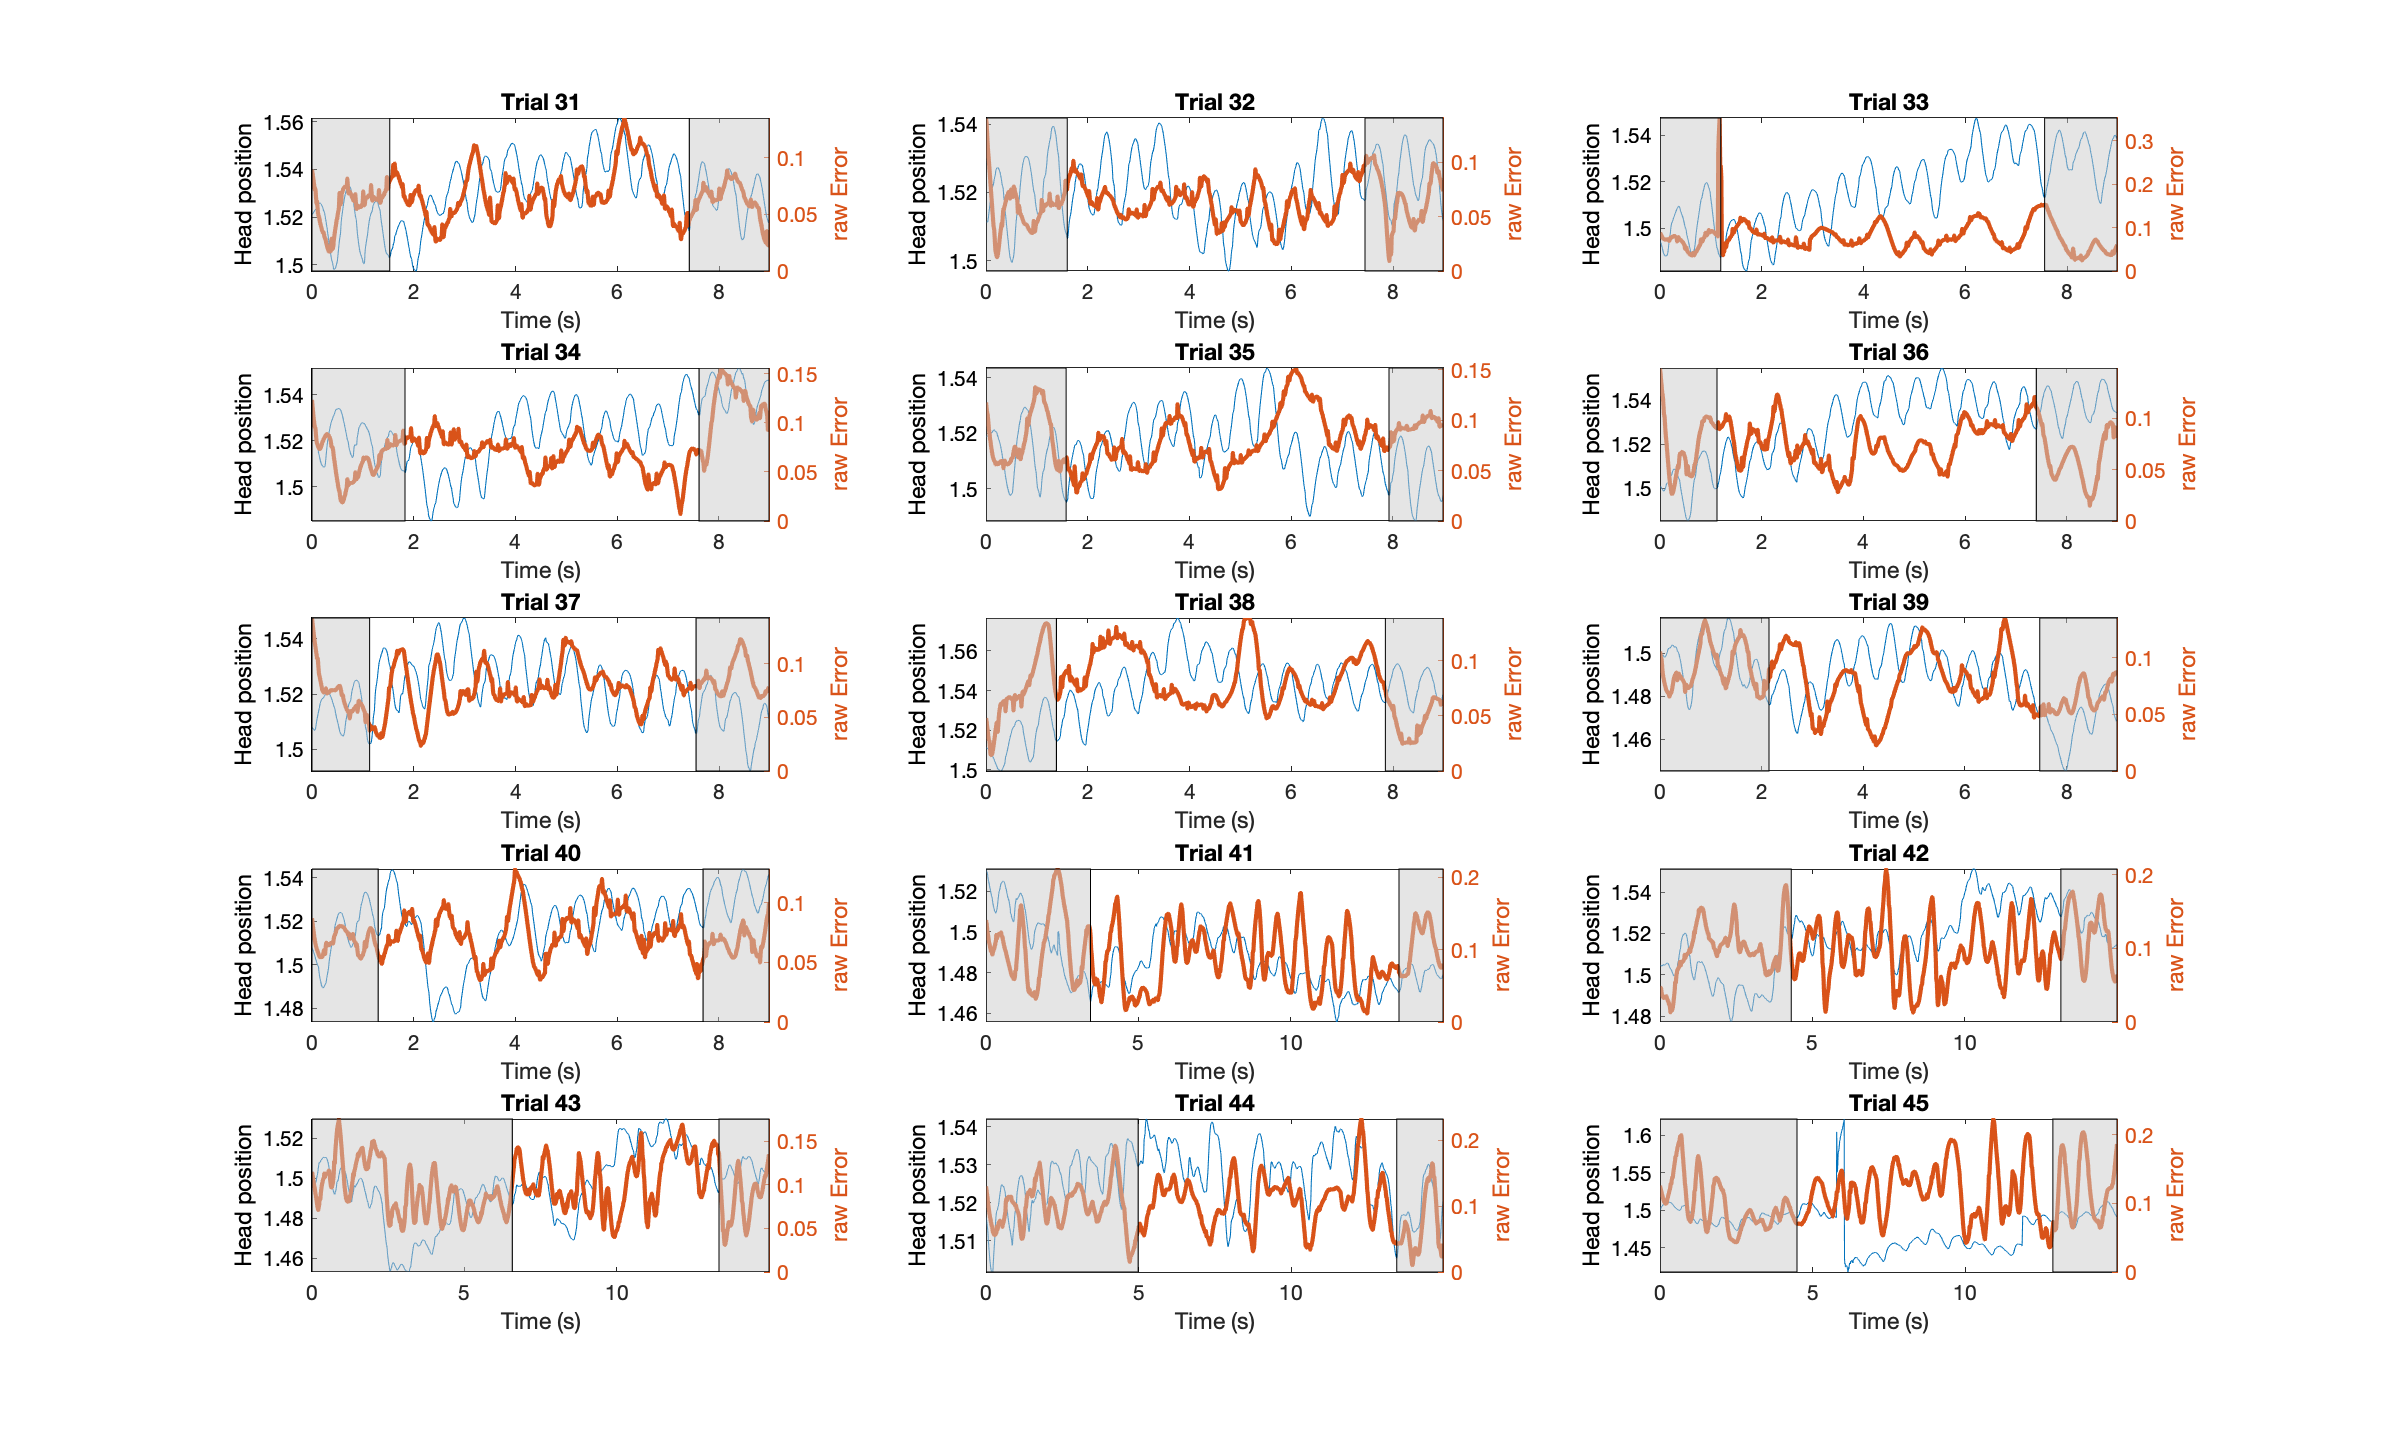 Trial 31
Head position
1.56
1.54
1.52
1.5
0.1
0.05
0
raw Error
0 2 4 6 8
Time (s)
Trial 32
Head position
1.54
1.52
1.5
0.1
0.05
0
raw Error
0 2 4 6 8
Time (s)
Trial 33
Head position
1.54
1.52
1.5
0.3
0.2
0.1
0
raw Error
0 2 4 6 8
Time (s)
Trial 34
Head position
1.54
1.52
1.5
0.15
0.1
0.05
0
raw Error
0 2 4 6 8
Time (s)
Trial 35
Head position
1.54
1.52
1.5
0.15
0.1
0.05
0
raw Error
0 2 4 6 8
Time (s)
Trial 36
Head position
1.54
1.52
1.5
0.1
0.05
0
raw Error
0 2 4 6 8
Time (s)
Trial 37
Head position
1.54
1.52
1.5
0.1
0.05
0
raw Error
0 2 4 6 8
Time (s)
Trial 38
Head position
1.56
1.54
1.52
1.5
0.1
0.05
0
raw Error
0 2 4 6 8
Time (s)
Trial 39
Head position
1.5
1.48
1.46
0.1
0.05
0
raw Error
0 2 4 6 8
Time (s)
Trial 40
Head position
1.54
1.52
1.5
1.48
0.1
0.05
0
raw Error
0 2 4 6 8
Time (s)
Trial 41
Head position
1.52
1.5
1.48
1.46
0.2
0.1
0
raw Error
0 5 10
Time (s)
Trial 42
Head position
1.54
1.52
1.5
1.48
0.2
0.1
0
raw Error
0 5 10
Time (s)
Trial 43
Head position
1.52
1.5
1.48
1.46
0.15
0.1
0.05
0
raw Error
0 5 10
Time (s)
Trial 44
Head position
1.54
1.53
1.52
1.51
0.2
0.1
0
raw Error
0 5 10
Time (s)
Trial 45
Head position
1.6
1.55
1.5
1.45
0.2
0.1
0
raw Error
0 5 10
Time (s)